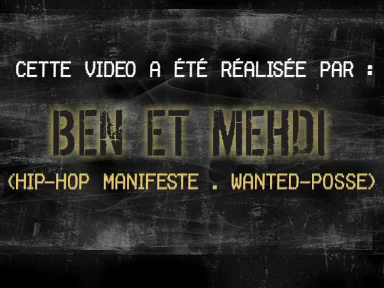 CETTE VIDEO A ÉTÉ RÉALISÉE PAR :
BEN ET MEHDI
(HIP-HOP MANIFESTE . WANTED-POSSE)